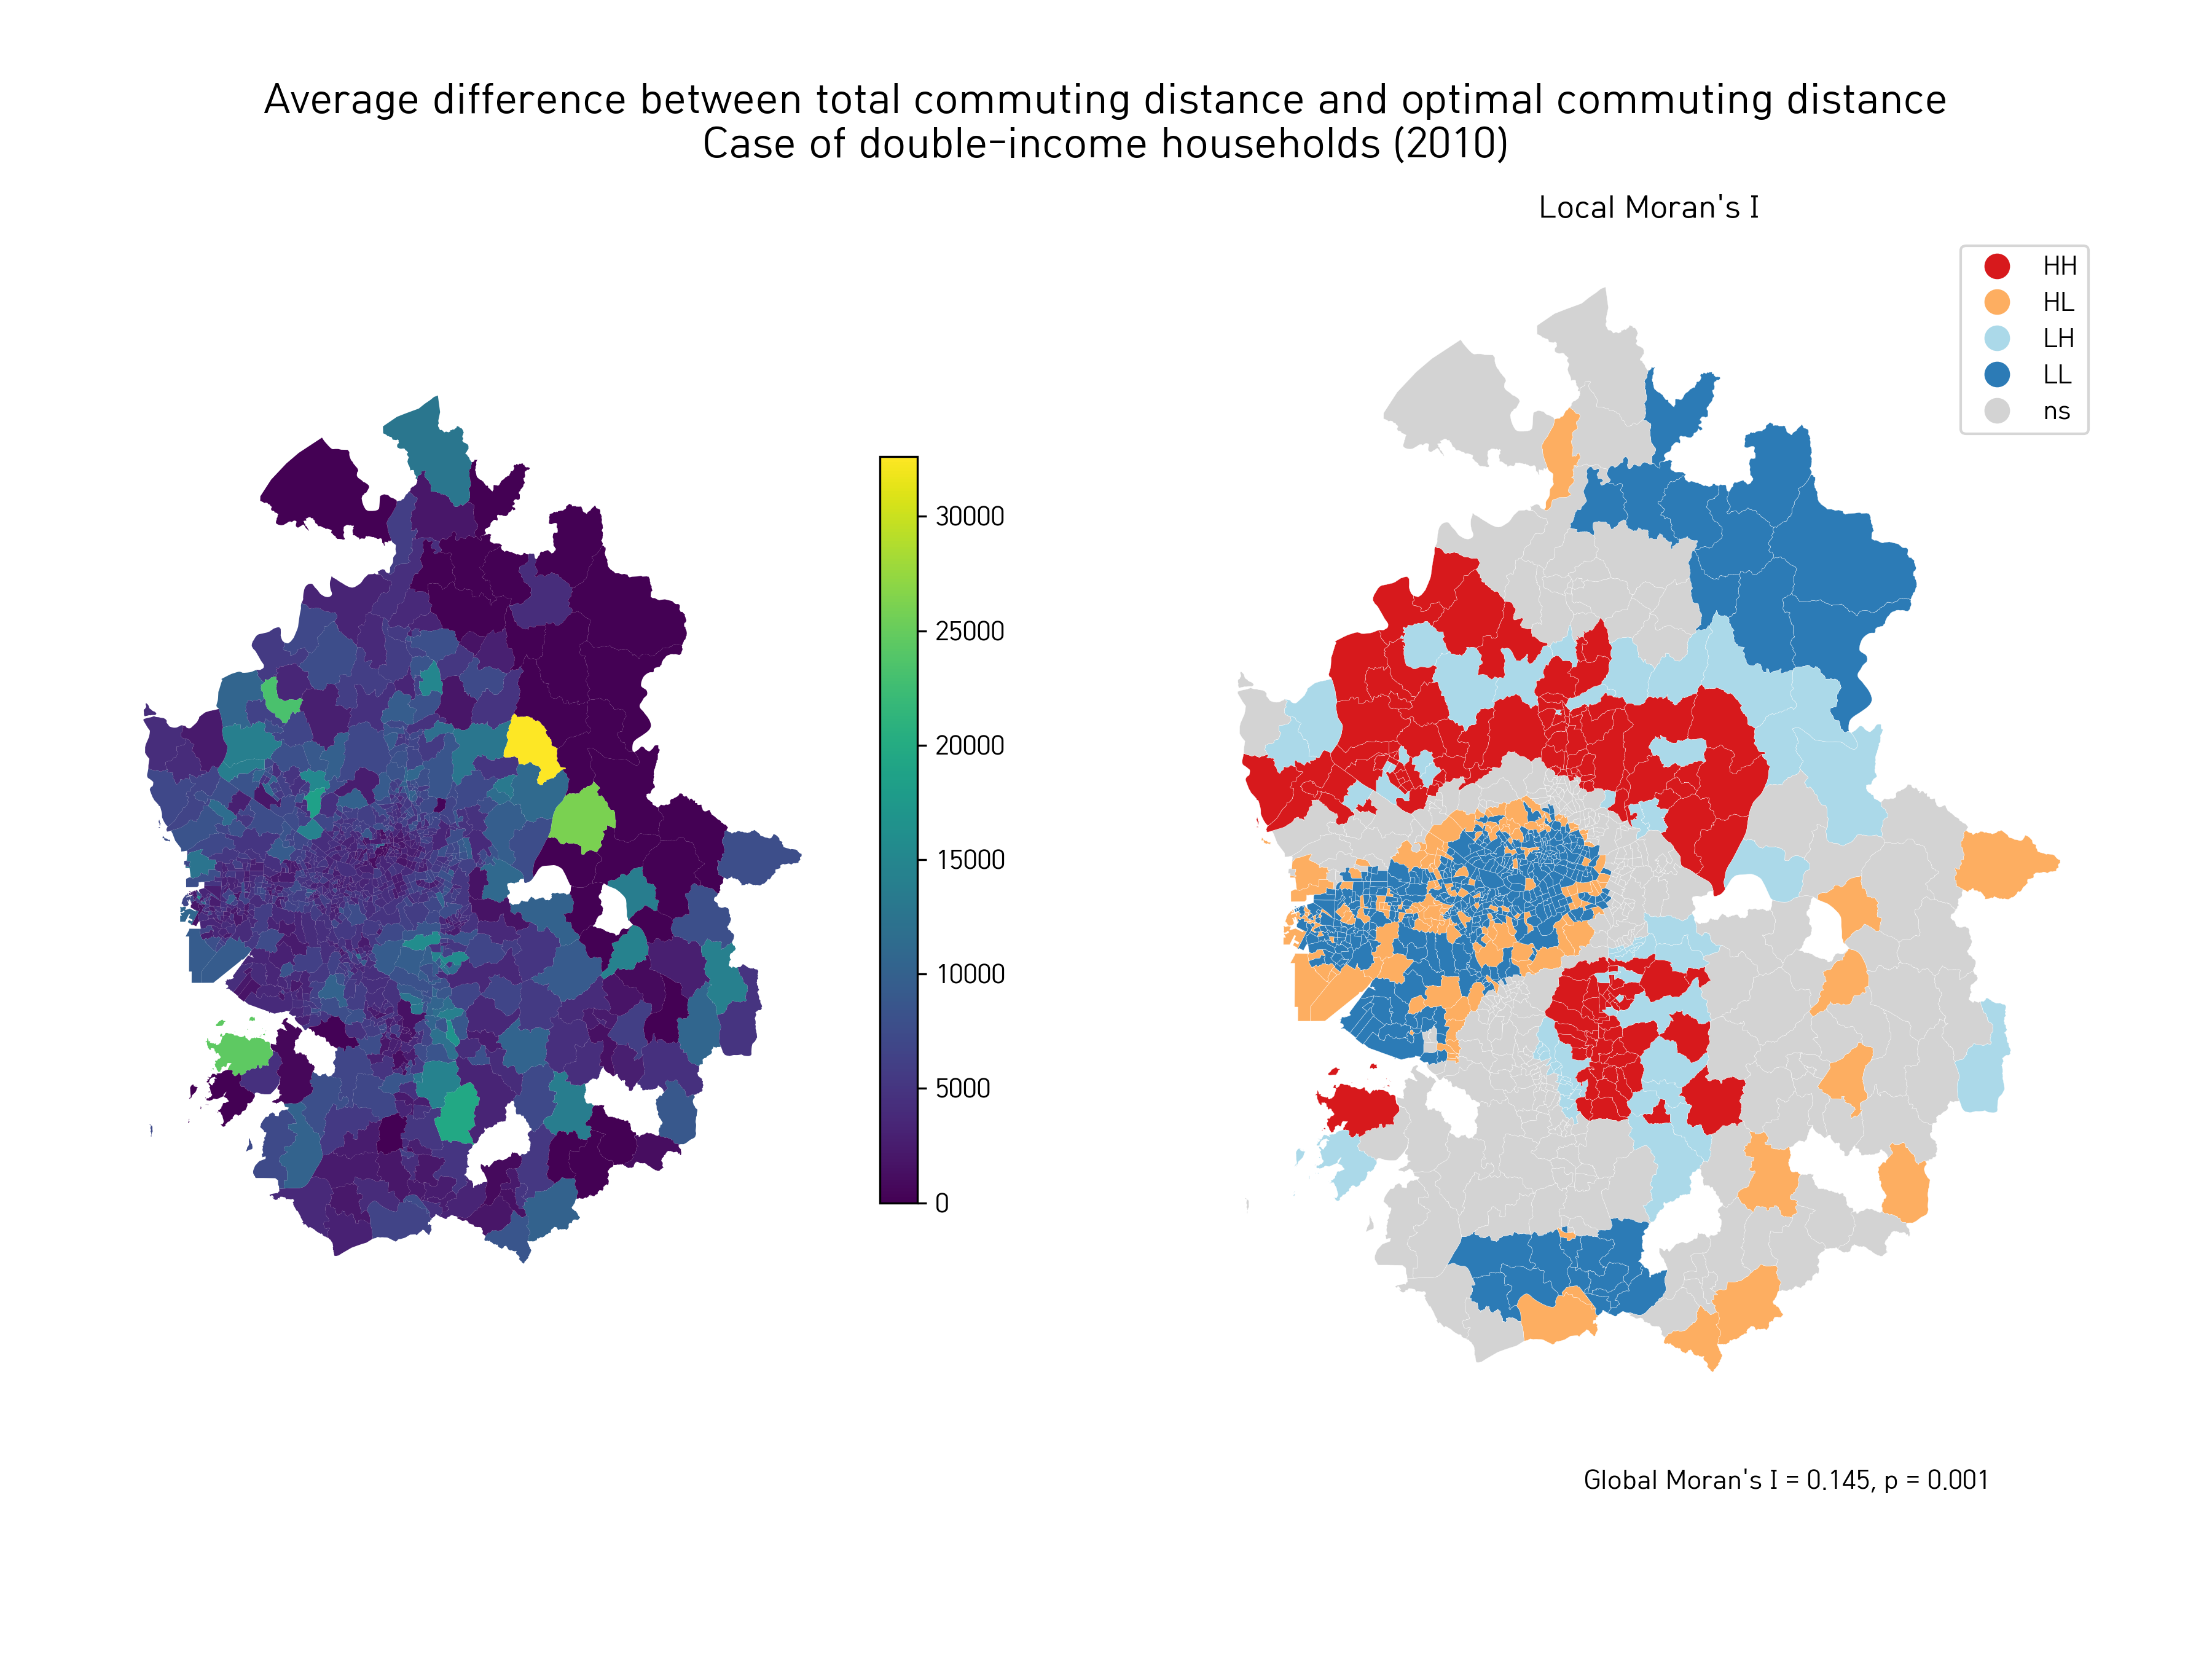 Average difference between total commuting distance and optimal commuting distance
Case of double-income households (2010)
Local Moran's I
HH
HL
LH
LL
ns
30000
25000
20000
15000
10000
5000
0
Global Moran's I = 0.145, p = 0.001